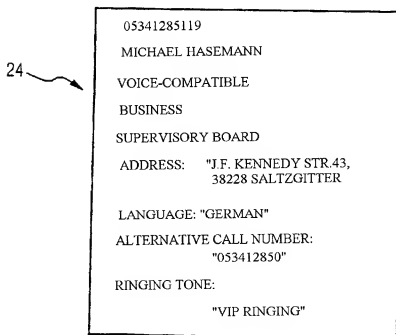 05341285119
MICHAEL HASEMANN
24
VOICE-COMPATIBLE
BUSINESS
SUPERVISORY BOARD
ADDRESS: "J.F. KENNEDY STR.43,
38228 SALTZGITTER
LANGUAGE: "GERMAN"
ALTERNATIVE CALL NUMBER:
"053412850"
RINGING TONE:
"VIP RINGING"